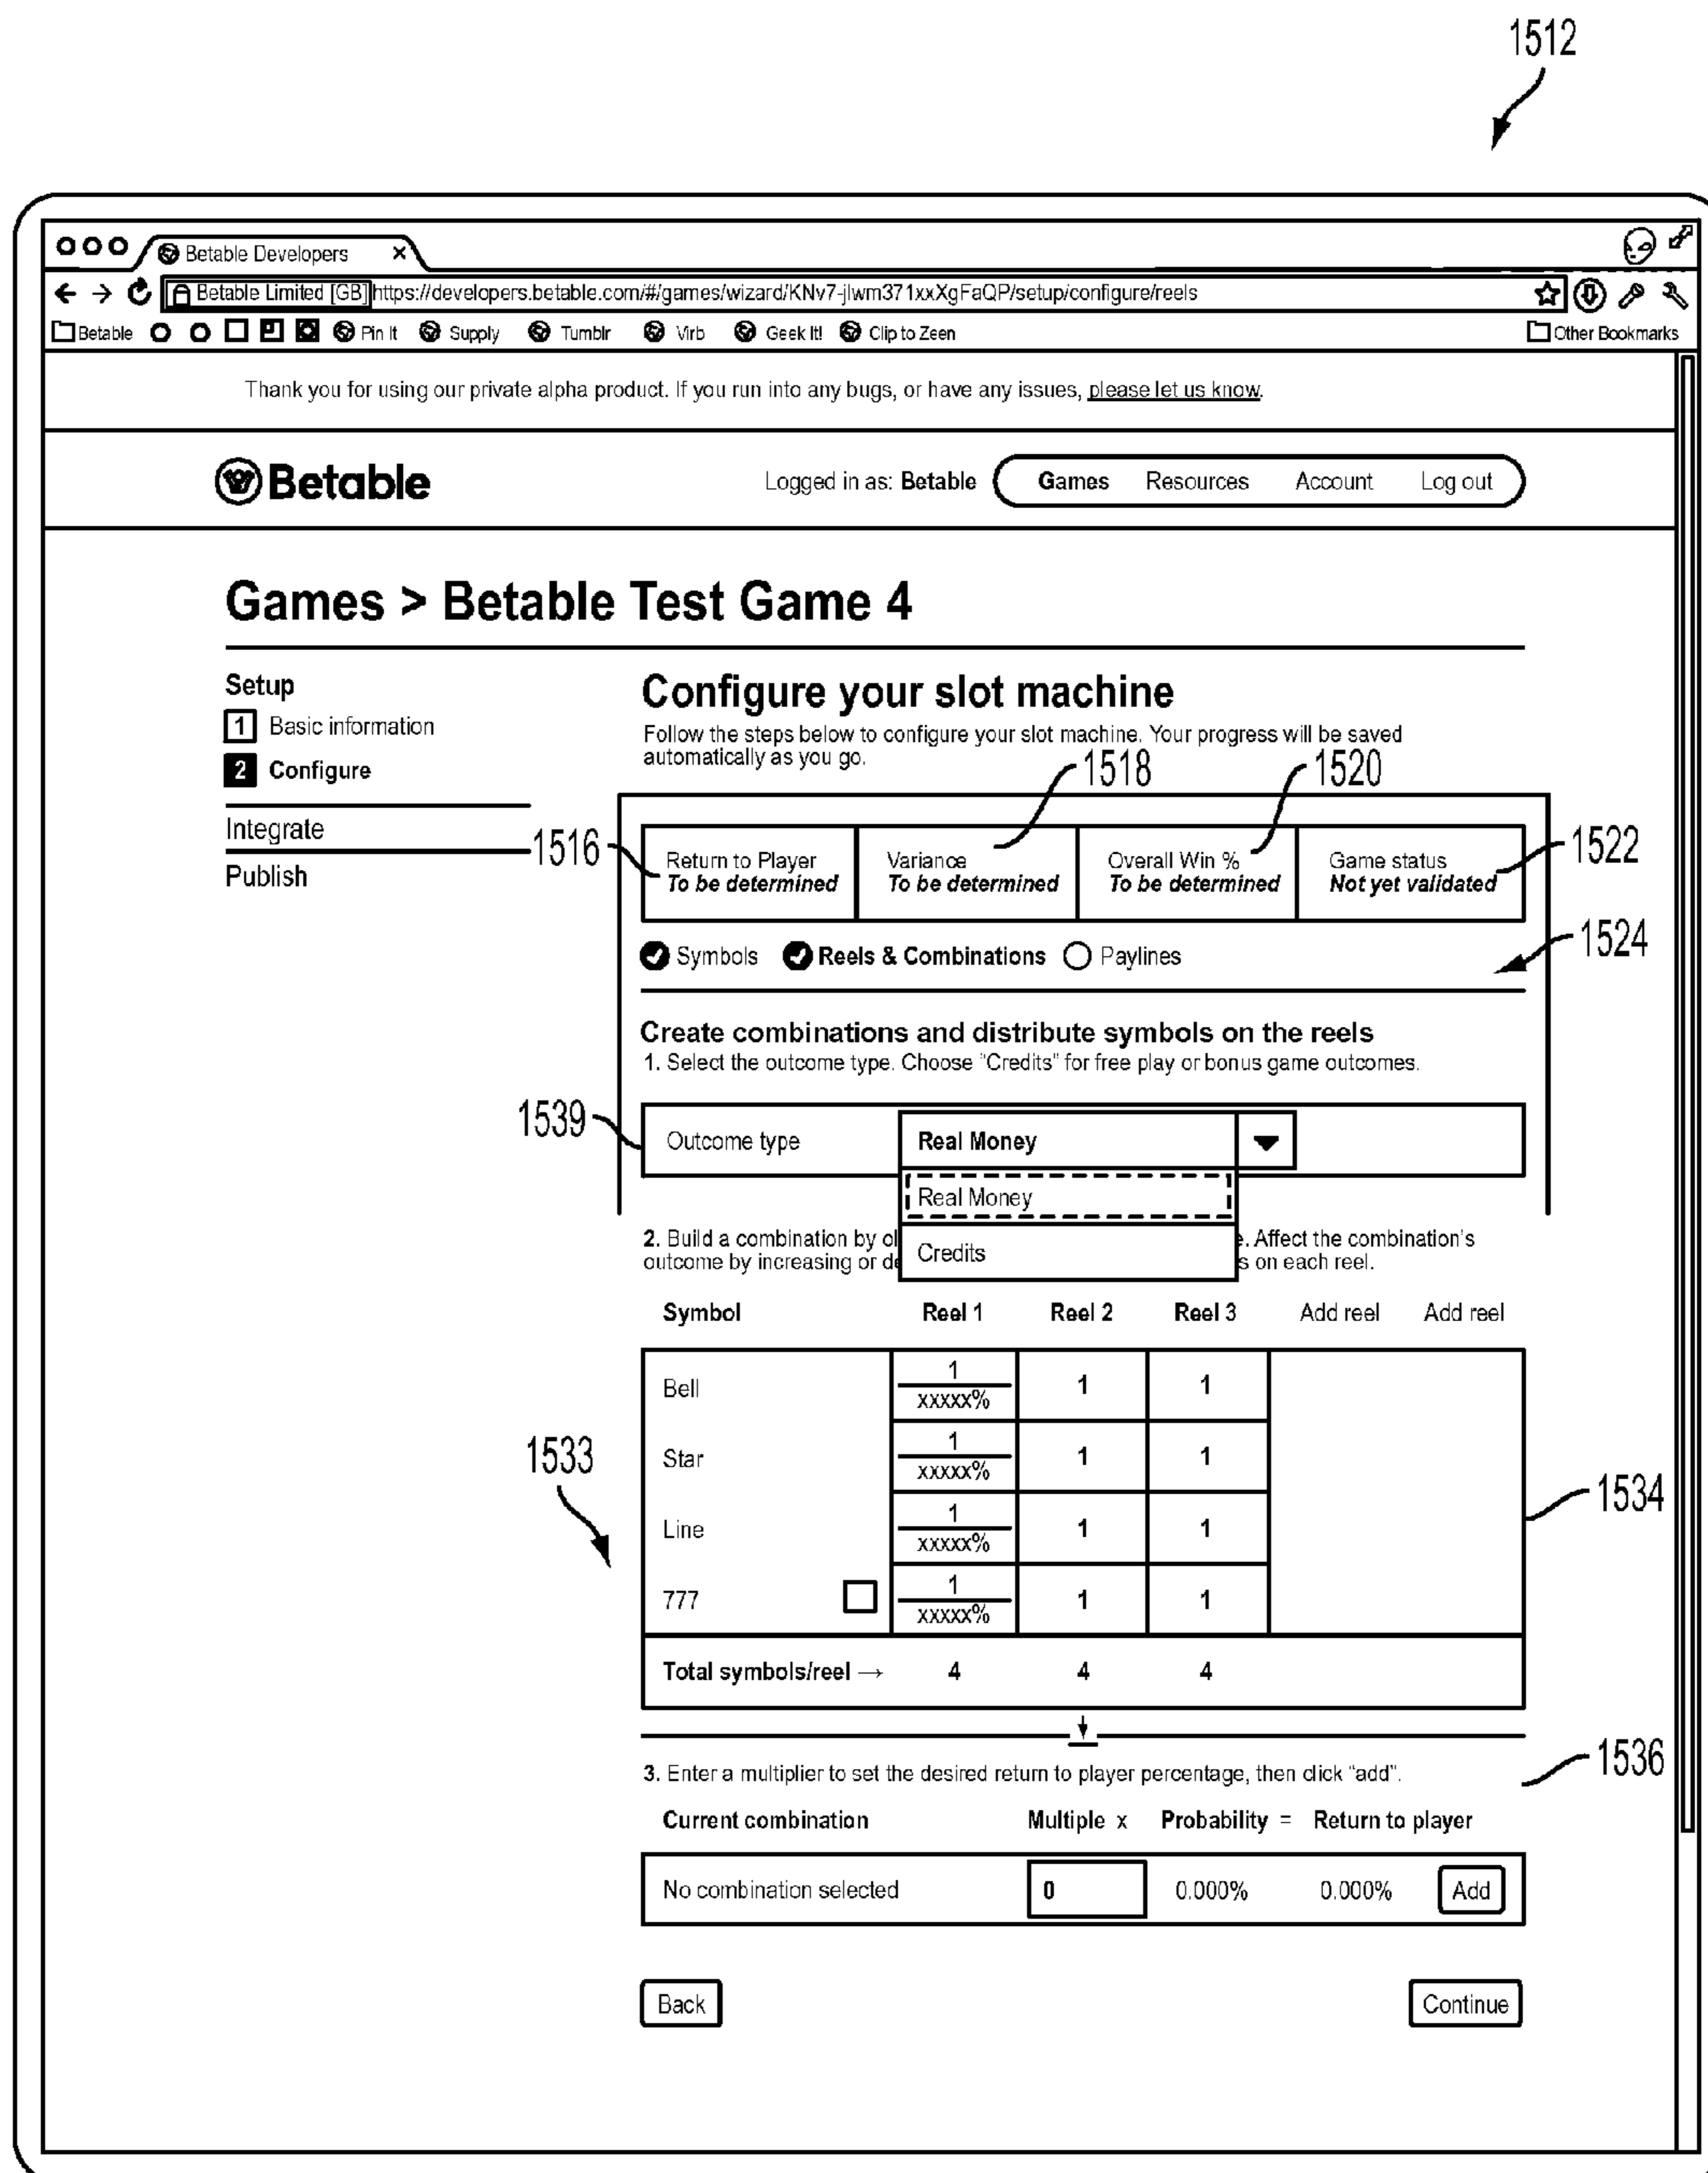 1512
Betable Developers ×
Betable Limited [GB] https://developers.betable.com/#/games/wizard/KNv7-jlwm371xxXgFaQP/setup/configure/reels
Betable Pin It Supply Tumblr Virb Geek It! Clip to Zeen Other Bookmarks
Thank you for using our private alpha product. If you run into any bugs, or have any issues, please let us know.
Betable Logged in as: Betable Games Resources Account Log out
Games > Betable Test Game 4
Setup
1 Basic information
2 Configure
Integrate
Publish
Configure your slot machine
Follow the steps below to configure your slot machine. Your progress will be saved
automatically as you go.
1518 1520
1516 1522
Return to Player Variance Overall Win % Game status
To be determined To be determined To be determined Not yet validated
1524
Symbols Reels & Combinations Paylines
Create combinations and distribute symbols on the reels
1. Select the outcome type. Choose "Credits" for free play or bonus game outcomes.
1539
Outcome type Real Money
Real Money
Credits
2. Build a combination by . Affect the combination's
outcome by increasing or on each reel.
Symbol Reel 1 Reel 2 Reel 3 Add reel Add reel
Bell 1 xxxxx% 1 1
Star 1 xxxxx% 1 1
1533 1534
Line 1 xxxxx% 1 1
777 1 xxxxx% 1 1
Total symbols/reel → 4 4 4
1536
3. Enter a multiplier to set the desired return to player percentage, then click "add".
Current combination Multiple x Probability = Return to player
No combination selected 0 0.000% 0.000% Add
Back Continue